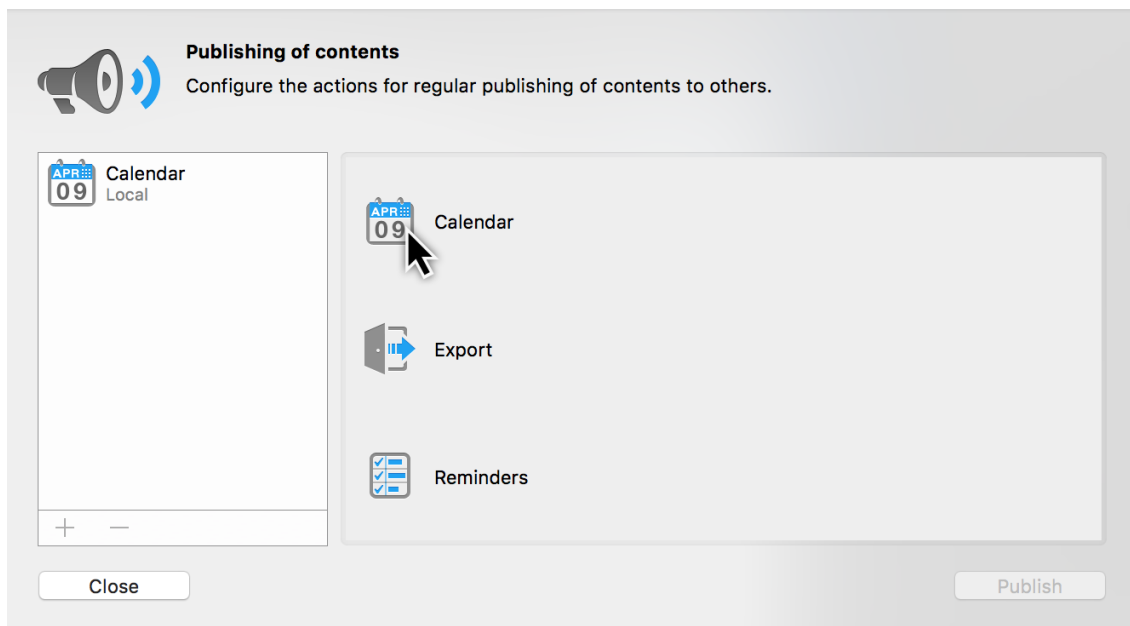 Publishing of contents
Configure the actions for regular publishing of contents to others.
APR
09
Calendar
Local
APR
09
Calendar
Export
Reminders
Close
Publish